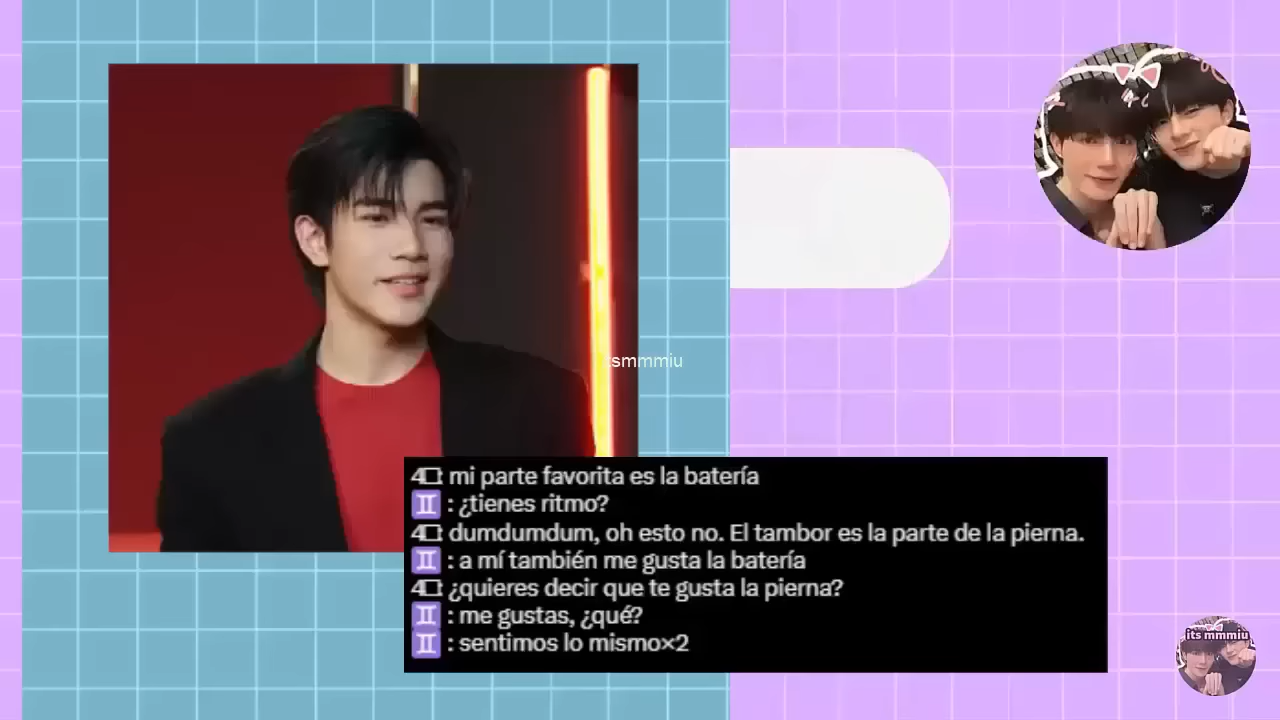 tsmmmiu
4□: mi parte favorita es la batería
♊ : ¿tienes ritmo?
4□: dumdumdum, oh esto no. El tambor es la parte de la pierna.
♊ : a mí también me gusta la batería
4□: ¿quieres decir que te gusta la pierna?
♊ : me gustas, ¿qué?
♊ : sentimos lo mismo×2
its mmmiu